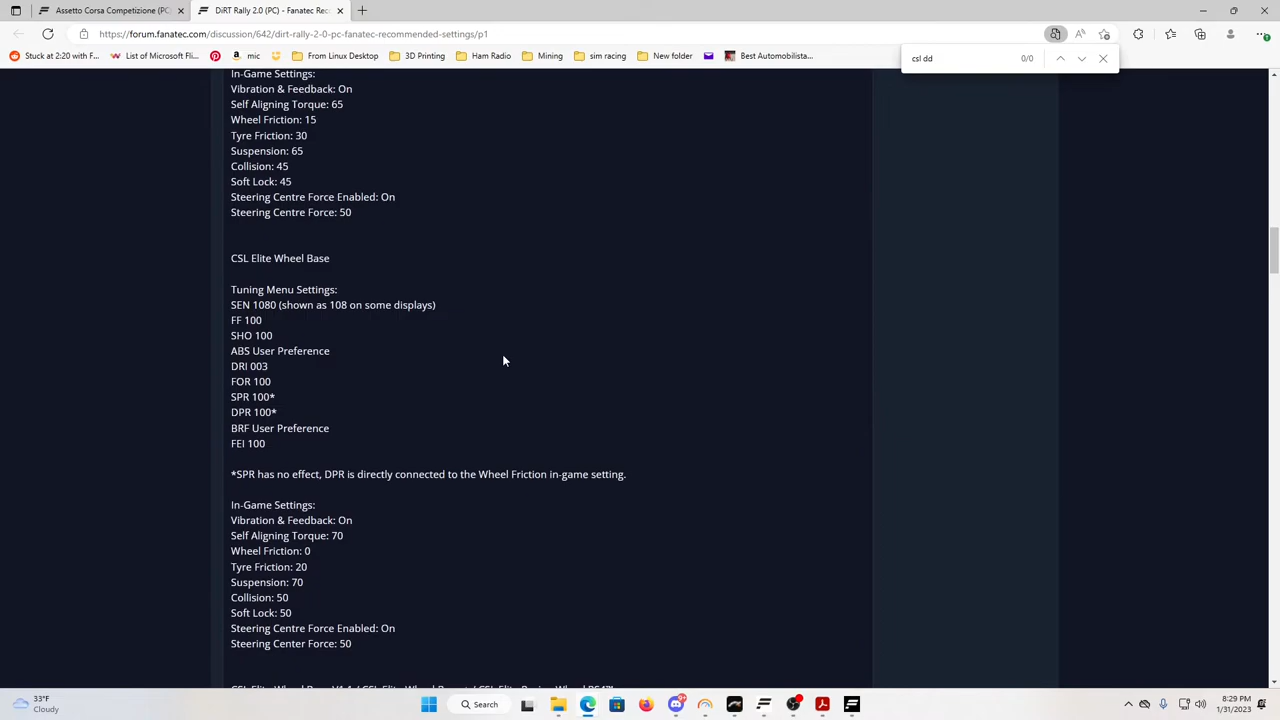 Assetto Corsa Competizione (PC)
DiRT Rally 2.0 (PC) - Fanatec Rec
https://forum.fanatec.com/discussion/642/dirt-rally-2-0-pc-fanatec-recommended-settings/p1
Stuck at 2:20 with F...
List of Microsoft Fli...
new
mic
From Linux Desktop
3D Printing
Ham Radio
Mining
sim racing
New folder
Best Automobilista...
csl dd
0/0
In-Game Settings:
Vibration & Feedback: On
Self Aligning Torque: 65
Wheel Friction: 15
Tyre Friction: 30
Suspension: 65
Collision: 45
Soft Lock: 45
Steering Centre Force Enabled: On
Steering Centre Force: 50
CSL Elite Wheel Base
Tuning Menu Settings:
SEN 1080 (shown as 108 on some displays)
FF 100
SHO 100
ABS User Preference
DRI 003
FOR 100
SPR 100*
DPR 100*
BRF User Preference
FEI 100
*SPR has no effect, DPR is directly connected to the Wheel Friction in-game setting.
In-Game Settings:
Vibration & Feedback: On
Self Aligning Torque: 70
Wheel Friction: 0
Tyre Friction: 20
Suspension: 70
Collision: 50
Soft Lock: 50
Steering Centre Force Enabled: On
Steering Center Force: 50
33°F
Cloudy
Search
8:29 PM
1/31/2023